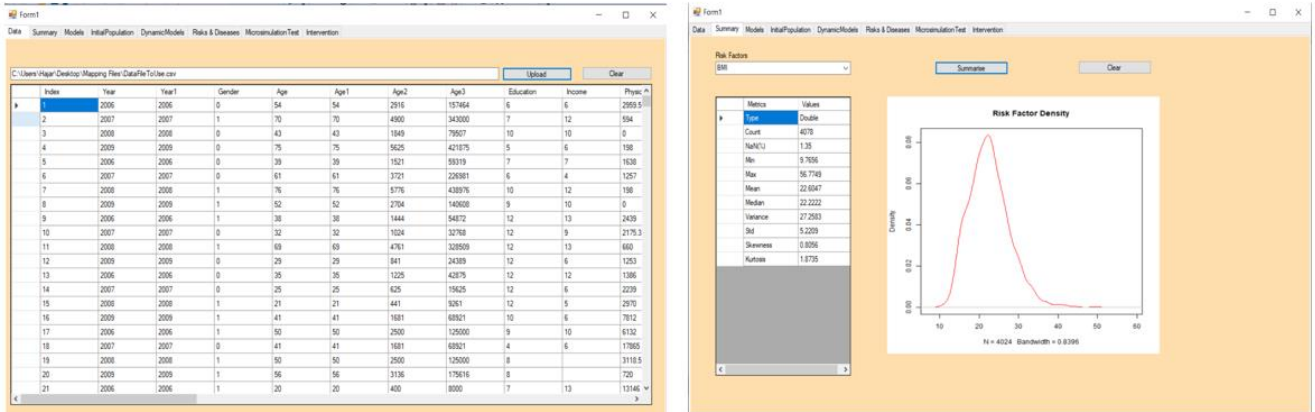 Form1
Data Summary Models InitialPopulation DynamicModels Risks & Diseases MicrosimulationTest Intervention
C:\Users\Hajar\Desktop\Mapping Files\DataFileToUse.csv Upload Clear
Index Year Year1 Gender Age Age1 Age2 Age3 Education Income Physic
1 2006 2006 0 54 54 2916 157464 6 6 2959.5
2 2007 2007 1 70 70 4900 343000 7 12 594
3 2008 2008 0 43 43 1849 79507 10 10 0
4 2009 2009 0 75 75 5625 421875 5 6 198
5 2006 2006 0 39 39 1521 59319 7 7 1638
6 2007 2007 0 61 61 3721 226981 6 4 1257
7 2008 2008 1 76 76 5776 438976 10 12 198
8 2009 2009 1 52 52 2704 140608 9 10 0
9 2006 2006 1 38 38 1444 54872 12 13 2439
10 2007 2007 0 32 32 1024 32768 12 9 2175.3
11 2008 2008 1 69 69 4761 328509 12 13 660
12 2009 2009 0 29 29 841 24389 12 6 1253
13 2006 2006 0 35 35 1225 42875 12 12 1386
14 2007 2007 0 25 25 625 15625 12 6 2239
15 2008 2008 1 21 21 441 9261 12 5 2970
16 2009 2009 1 41 41 1681 68921 10 6 7812
17 2006 2006 1 50 50 2500 125000 9 10 6132
18 2007 2007 0 41 41 1681 68921 4 6 17865
19 2008 2008 1 50 50 2500 125000 8 3118.5
20 2009 2009 1 56 56 3136 175616 8 720
21 2006 2006 1 20 20 400 8000 7 13 13146
Form1
Data Summary Models InitialPopulation DynamicModels Risks & Diseases MicrosimulationTest Intervention
Risk Factors
BMI Summarise Clear
Metrics Values
Type Double
Count 4078
NaN(%) 1.35
Min 9.7656
Max 56.7749
Mean 22.6047
Median 22.2222
Variance 27.2583
Std 5.2209
Skewness 0.8056
Kurtosis 1.8735
Risk Factor Density
Density
0.08
0.06
0.04
0.02
0.00
10 20 30 40 50 60
N = 4024 Bandwidth = 0.8396